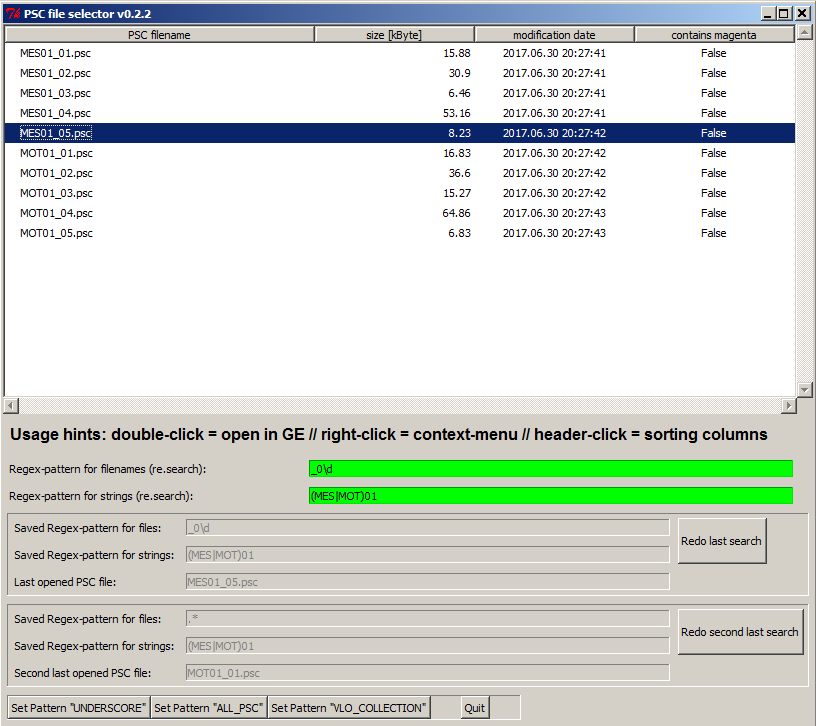 PSC file selector v0.2.2
PSC filename size [kByte] modification date contains magenta
MES01_01.psc 15.88 2017.06.30 20:27:41 False
MES01_02.psc 30.9 2017.06.30 20:27:41 False
MES01_03.psc 6.46 2017.06.30 20:27:41 False
MES01_04.psc 53.16 2017.06.30 20:27:41 False
MES01_05.psc 8.23 2017.06.30 20:27:42 False
MOT01_01.psc 16.83 2017.06.30 20:27:42 False
MOT01_02.psc 36.6 2017.06.30 20:27:42 False
MOT01_03.psc 15.27 2017.06.30 20:27:42 False
MOT01_04.psc 64.86 2017.06.30 20:27:43 False
MOT01_05.psc 6.83 2017.06.30 20:27:43 False
Usage hints: double-click = open in GE // right-click = context-menu // header-click = sorting columns
Regex-pattern for filenames (re.search): _0\d
Regex-pattern for strings (re.search): (MES|MOT)01
Saved Regex-pattern for files: _0\d
Saved Regex-pattern for strings: (MES|MOT)01
Redo last search
Last opened PSC file: MES01_05.psc
Saved Regex-pattern for files: .*
Saved Regex-pattern for strings: (MES|MOT)01
Redo second last search
Second last opened PSC file: MOT01_01.psc
Set Pattern "UNDERSCORE" Set Pattern "ALL_PSC" Set Pattern "VLO_COLLECTION" Quit